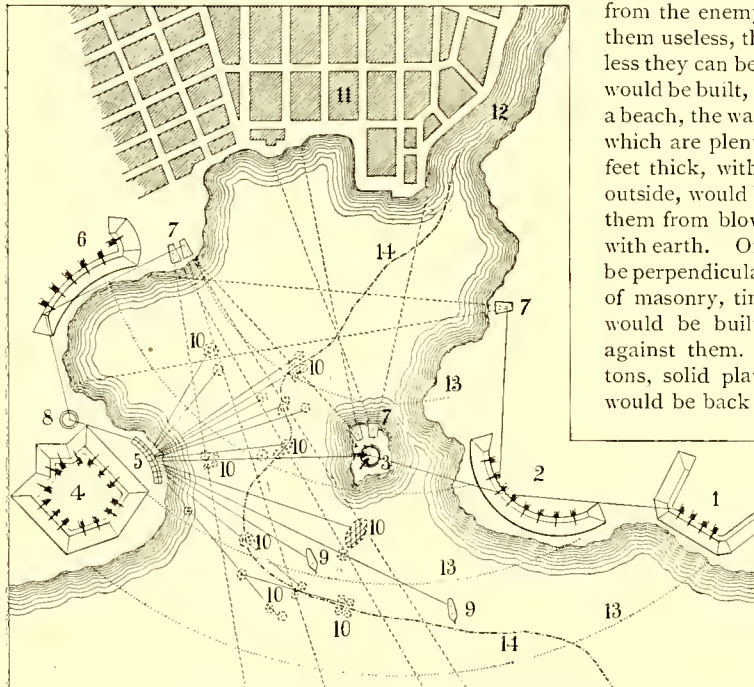 11
12
6
7
14
7
10
10
13
8
7
10
5
10
3
2
4
1
10
10
9
13
10
10
9
13
14
from the enemy
them useless, th
less they can be
would be built,
a beach, the wa
which are plent
feet thick, with
outside, would
them from blow
with earth. O
be perpendicula
of masonry, tim
would be buil
against them.
tons, solid pla
would be back